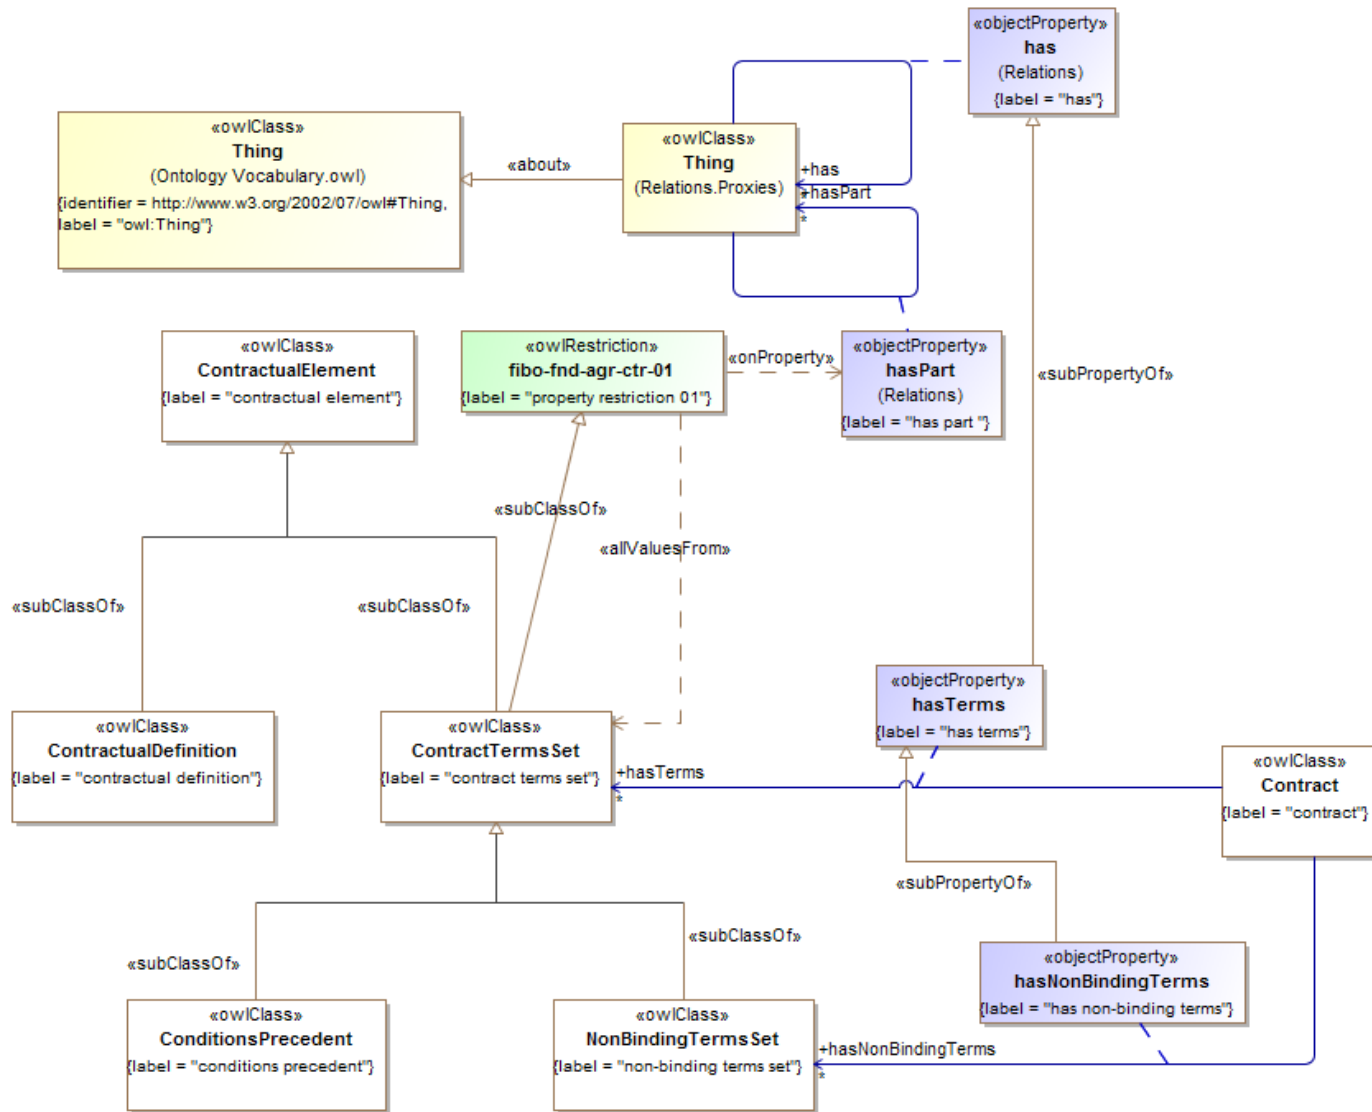 «objectProperty»
has
(Relations)
{label = "has"}
«owlClass»
Thing
(Ontology Vocabulary.owl)
{identifier = http://www.w3.org/2002/07/owl#Thing,
label = "owl:Thing"}
«about»
«owlClass»
Thing
(Relations.Proxies)
+has
*
+hasPart
*
«owlClass»
ContractualElement
{label = "contractual element"}
«owlRestriction»
fibo-fnd-agr-ctr-01
{label = "property restriction 01"}
«onProperty»
«objectProperty»
hasPart
(Relations)
{label = "has part "}
«subPropertyOf»
«subClassOf»
«allValuesFrom»
«subClassOf»
«subClassOf»
«objectProperty»
hasTerms
{label = "has terms"}
«owlClass»
ContractualDefinition
{label = "contractual definition"}
«owlClass»
ContractTermsSet
{label = "contract terms set"}
+hasTerms
*
«owlClass»
Contract
{label = "contract"}
«subPropertyOf»
«subClassOf»
«subClassOf»
«objectProperty»
hasNonBindingTerms
{label = "has non-binding terms"}
«owlClass»
ConditionsPrecedent
{label = "conditions precedent"}
«owlClass»
NonBindingTermsSet
{label = "non-binding terms set"}
+hasNonBindingTerms
*